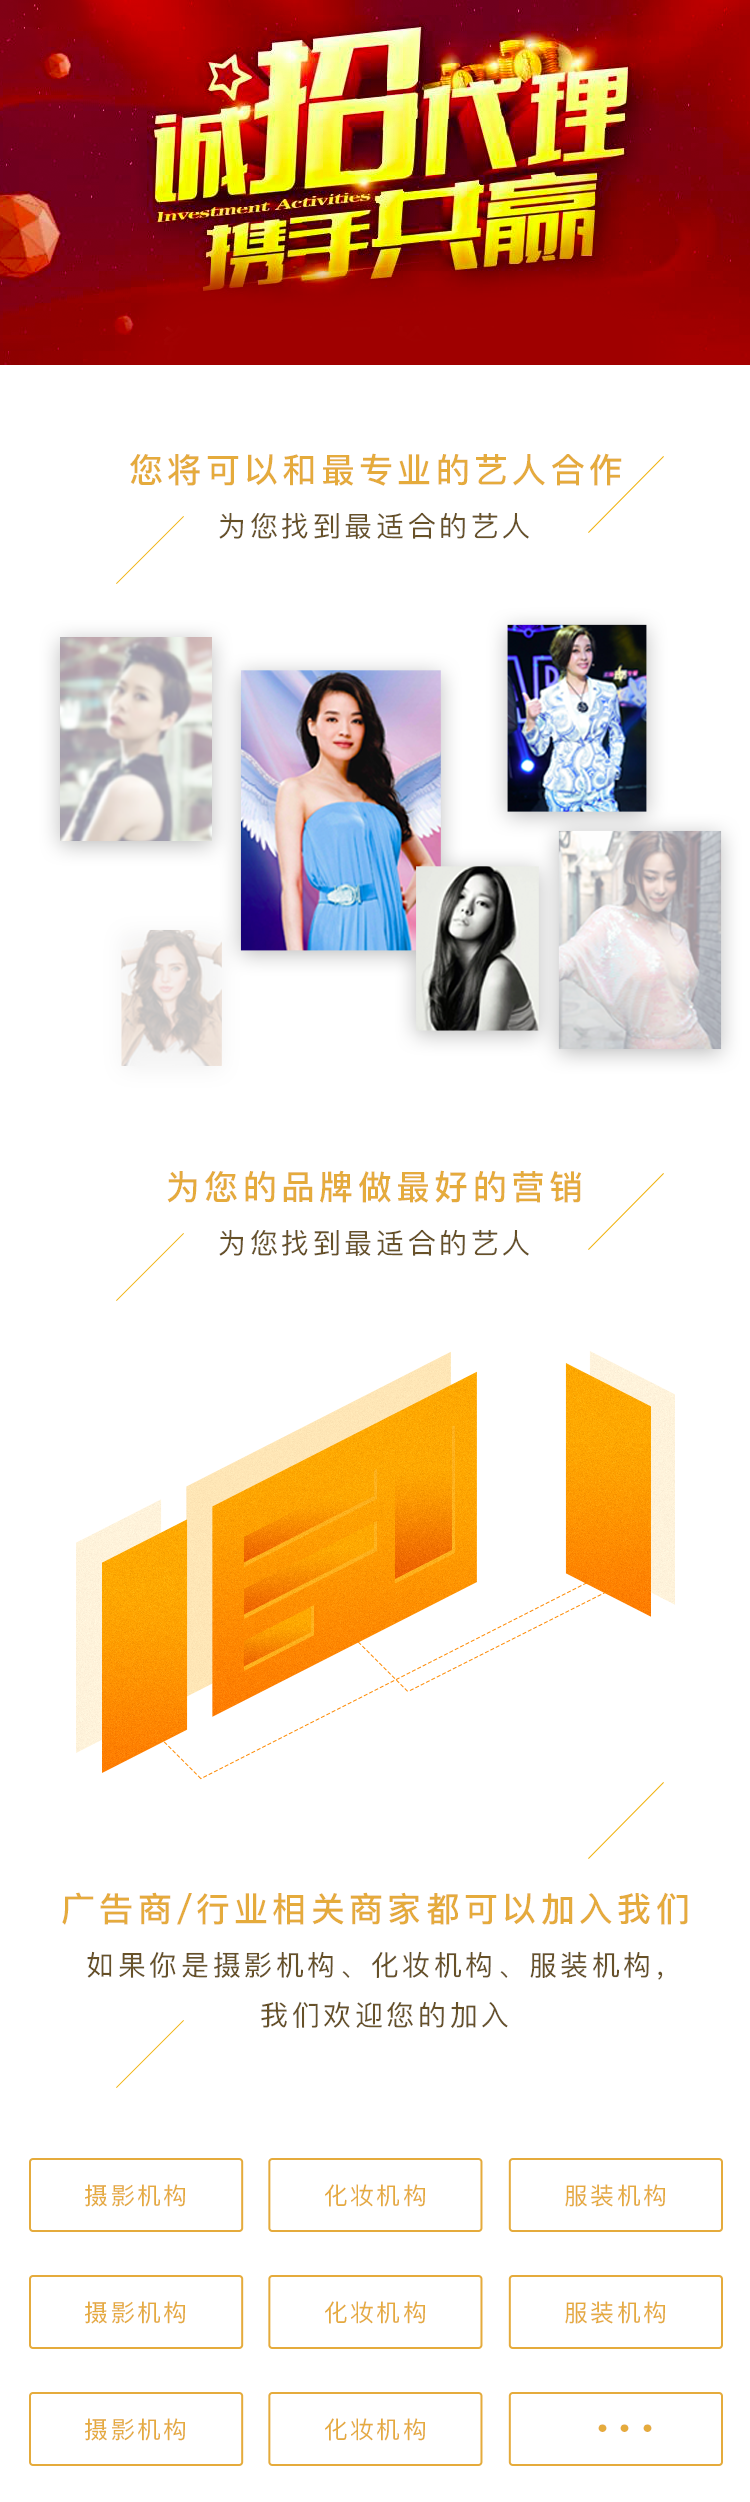 诚招代理
Investment Activities
携手共赢
您将可以和最专业的艺人合作
为您找到最适合的艺人
为您的品牌做最好的营销
为您找到最适合的艺人
广告商/行业相关商家都可以加入我们
如果你是摄影机构、化妆机构、服装机构，
我们欢迎您的加入
摄影机构 化妆机构 服装机构
摄影机构 化妆机构 服装机构
摄影机构 化妆机构 •••